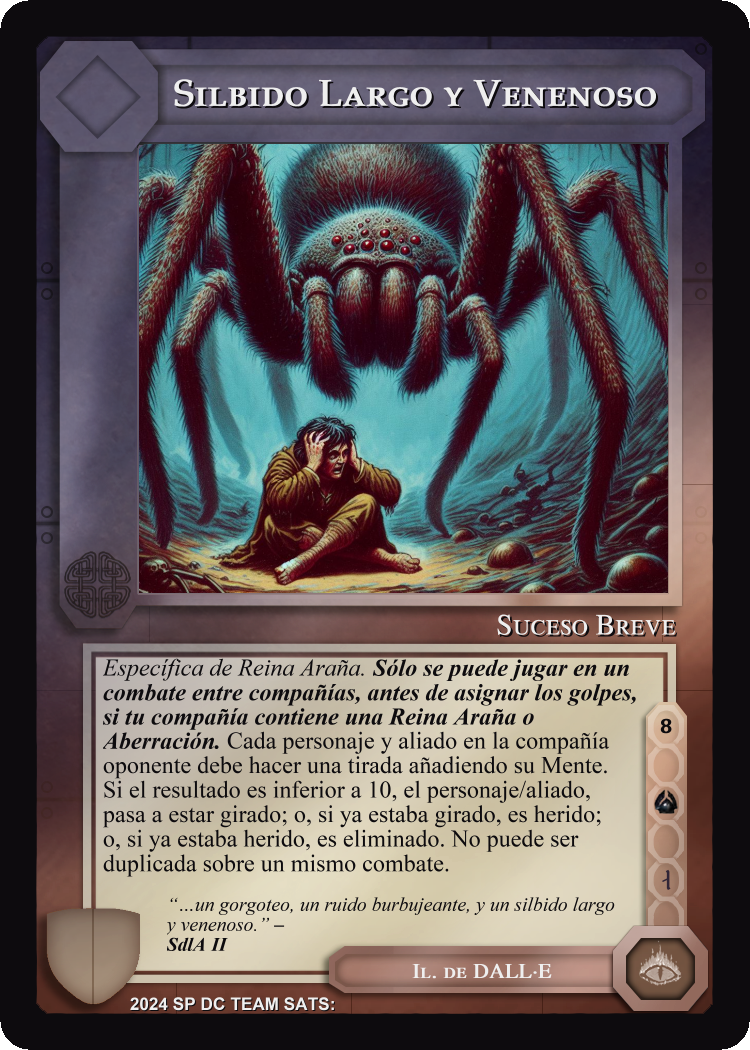 Silbido Largo y Venenoso
Suceso Breve
Específica de Reina Araña. Sólo se puede jugar en un
combate entre compañías, antes de asignar los golpes,
si tu compañía contiene una Reina Araña o
Aberración. Cada personaje y aliado en la compañía
oponente debe hacer una tirada añadiendo su Mente.
Si el resultado es inferior a 10, el personaje/aliado,
pasa a estar girado; o, si ya estaba girado, es herido;
o, si ya estaba herido, es eliminado. No puede ser
duplicada sobre un mismo combate.
8
“...un gorgoteo, un ruido burbujeante, y un silbido largo
y venenoso.” –
SdlA II
Il. de DALL·E
2024 SP DC TEAM SATS: